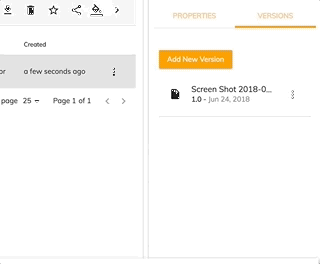 PROPERTIES VERSIONS
Created
Add New Version
or a few seconds ago
Screen Shot 2018-0...
1.0 - Jun 24, 2018
page 25 Page 1 of 1